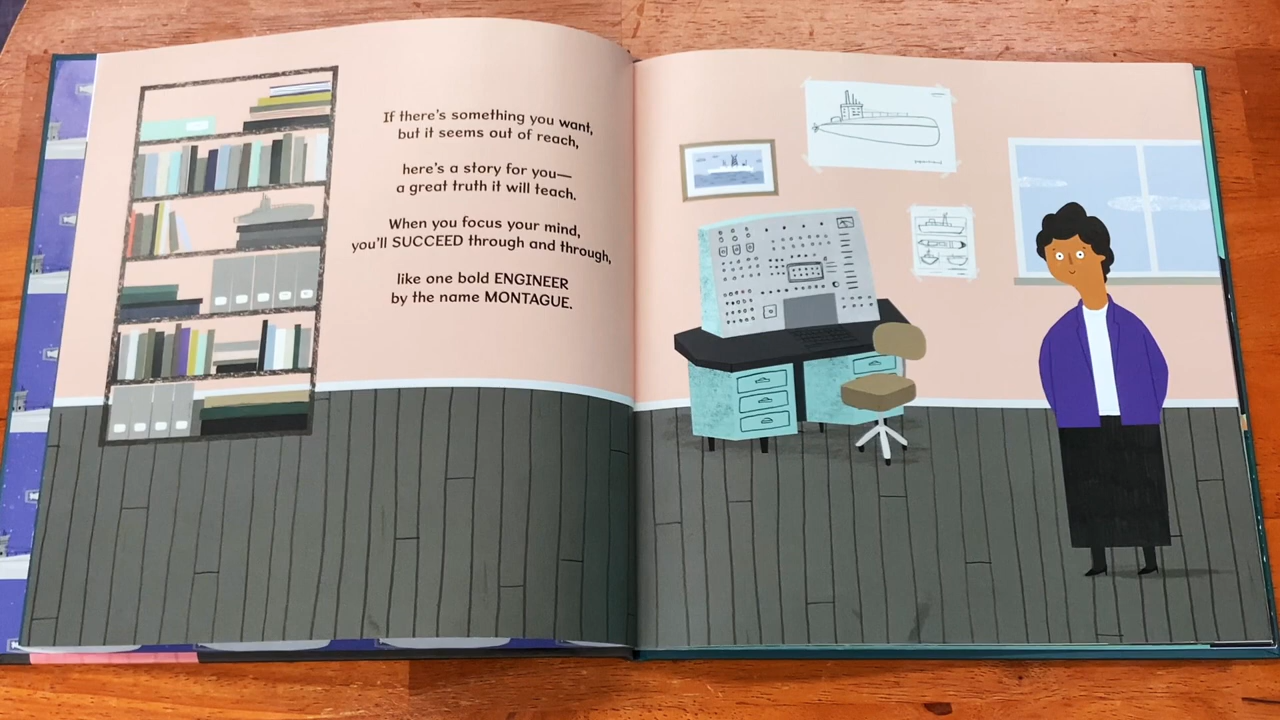 If there's something you want,
but it seems out of reach,
here's a story for you—
a great truth it will teach.
When you focus your mind,
you'll SUCCEED through and through,
like one bold ENGINEER
by the name MONTAGUE.